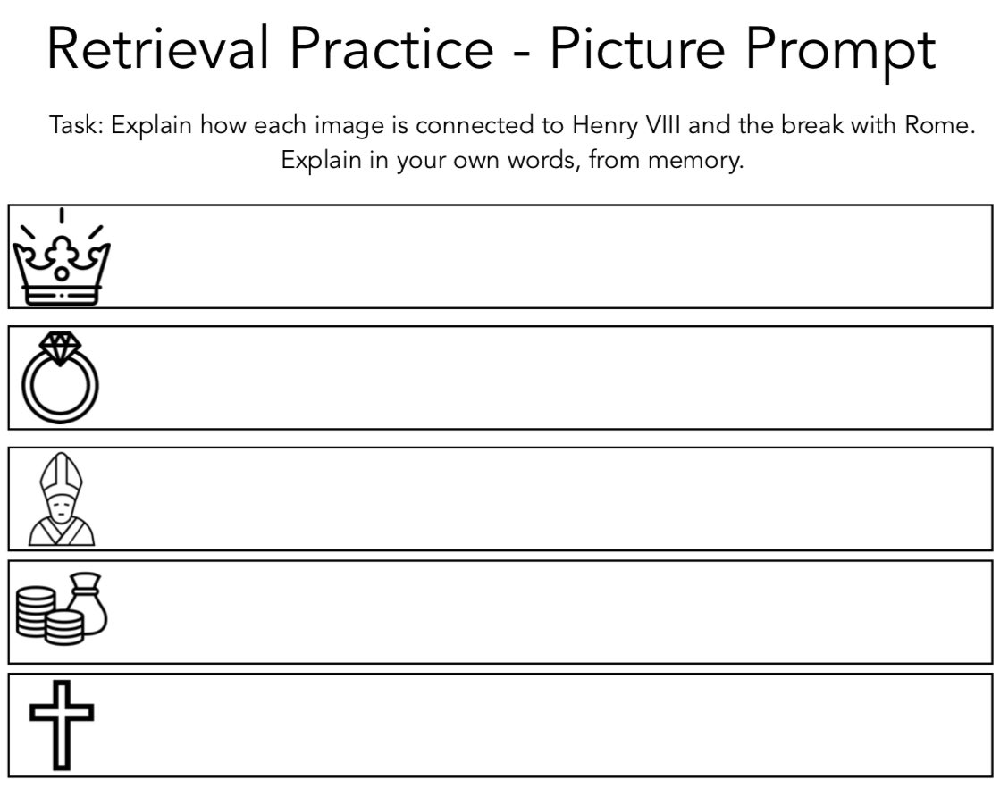 Retrieval Practice - Picture Prompt
Task: Explain how each image is connected to Henry VIII and the break with Rome.
Explain in your own words, from memory.